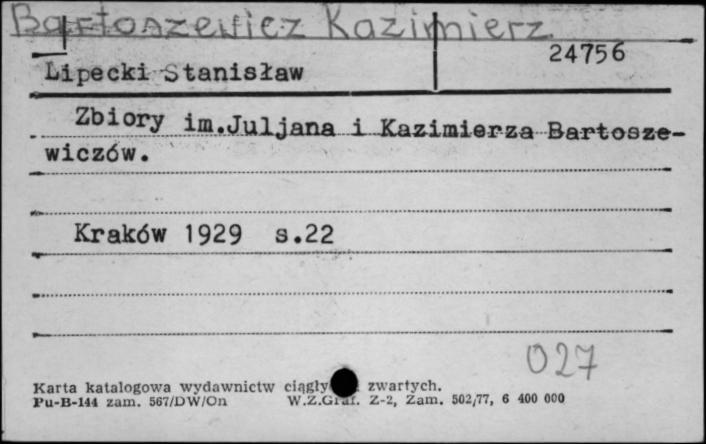 Bartoszewicz Kazimierz
24756
Lipecki Stanisław
Zbiory im.Juljana i Kazimierza Bartosze-
wiczów.
Kraków 1929 s.22
027
Karta katalogowa wydawnictw zwartych.
Pu-B-144 zam. 567/DW/On W.Z.Graf. Z-2, Zam. 502/77, 6 400 000